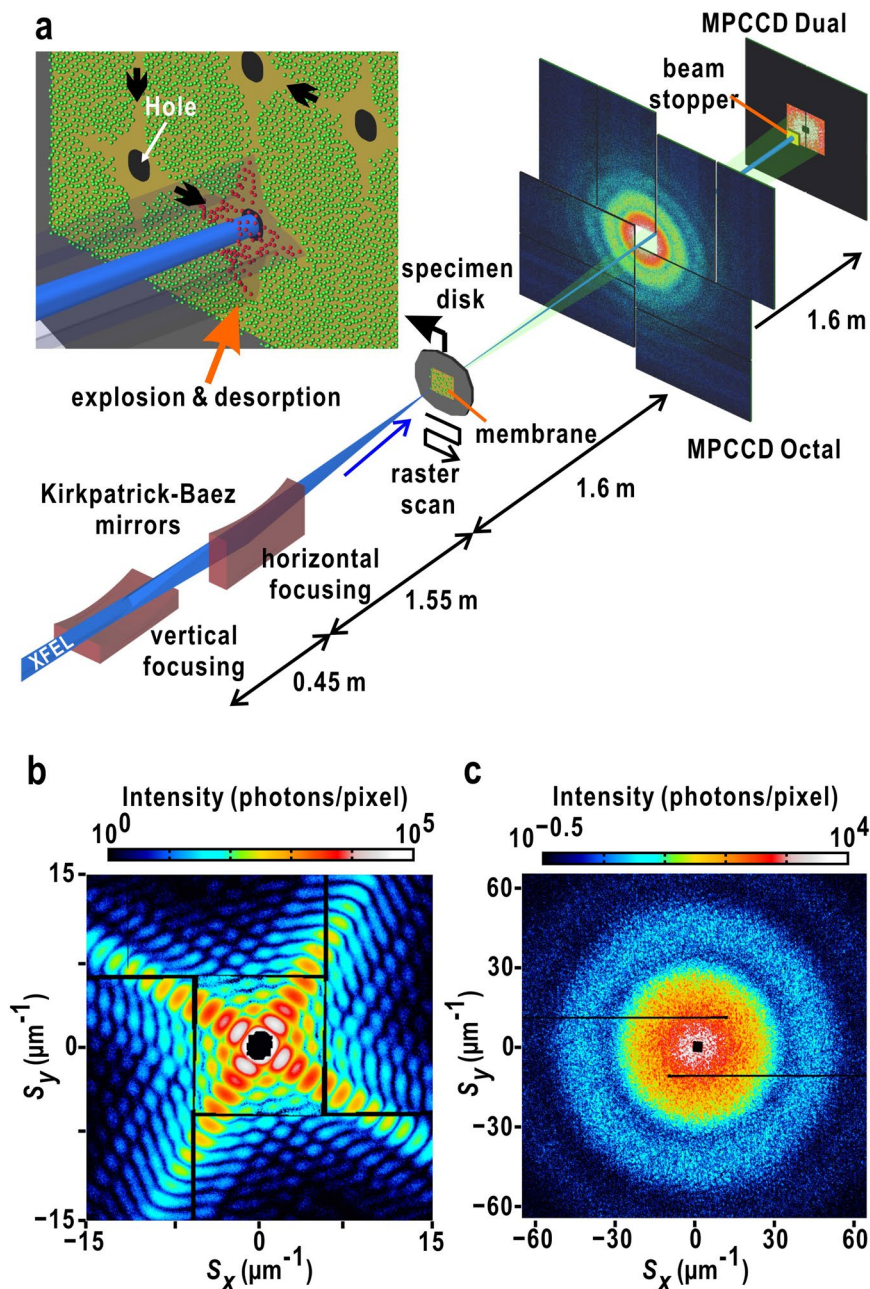 a
Hole
explosion & desorption
MPCCD Dual
beam
stopper
1.6 m
specimen
disk
membrane
raster
scan
MPCCD Octal
1.6 m
Kirkpatrick-Baez
mirrors
horizontal
focusing
1.55 m
XFEL
vertical
focusing
0.45 m
b
Intensity (photons/pixel)
10^0 10^5
15
0
−15
S_y (µm^-1)
−15 0 15
S_x (µm^-1)
c
Intensity (photons/pixel)
10^−0.5 10^4
60
30
0
−30
−60
S_y (µm^-1)
−60 −30 0 30 60
S_x (µm^-1)